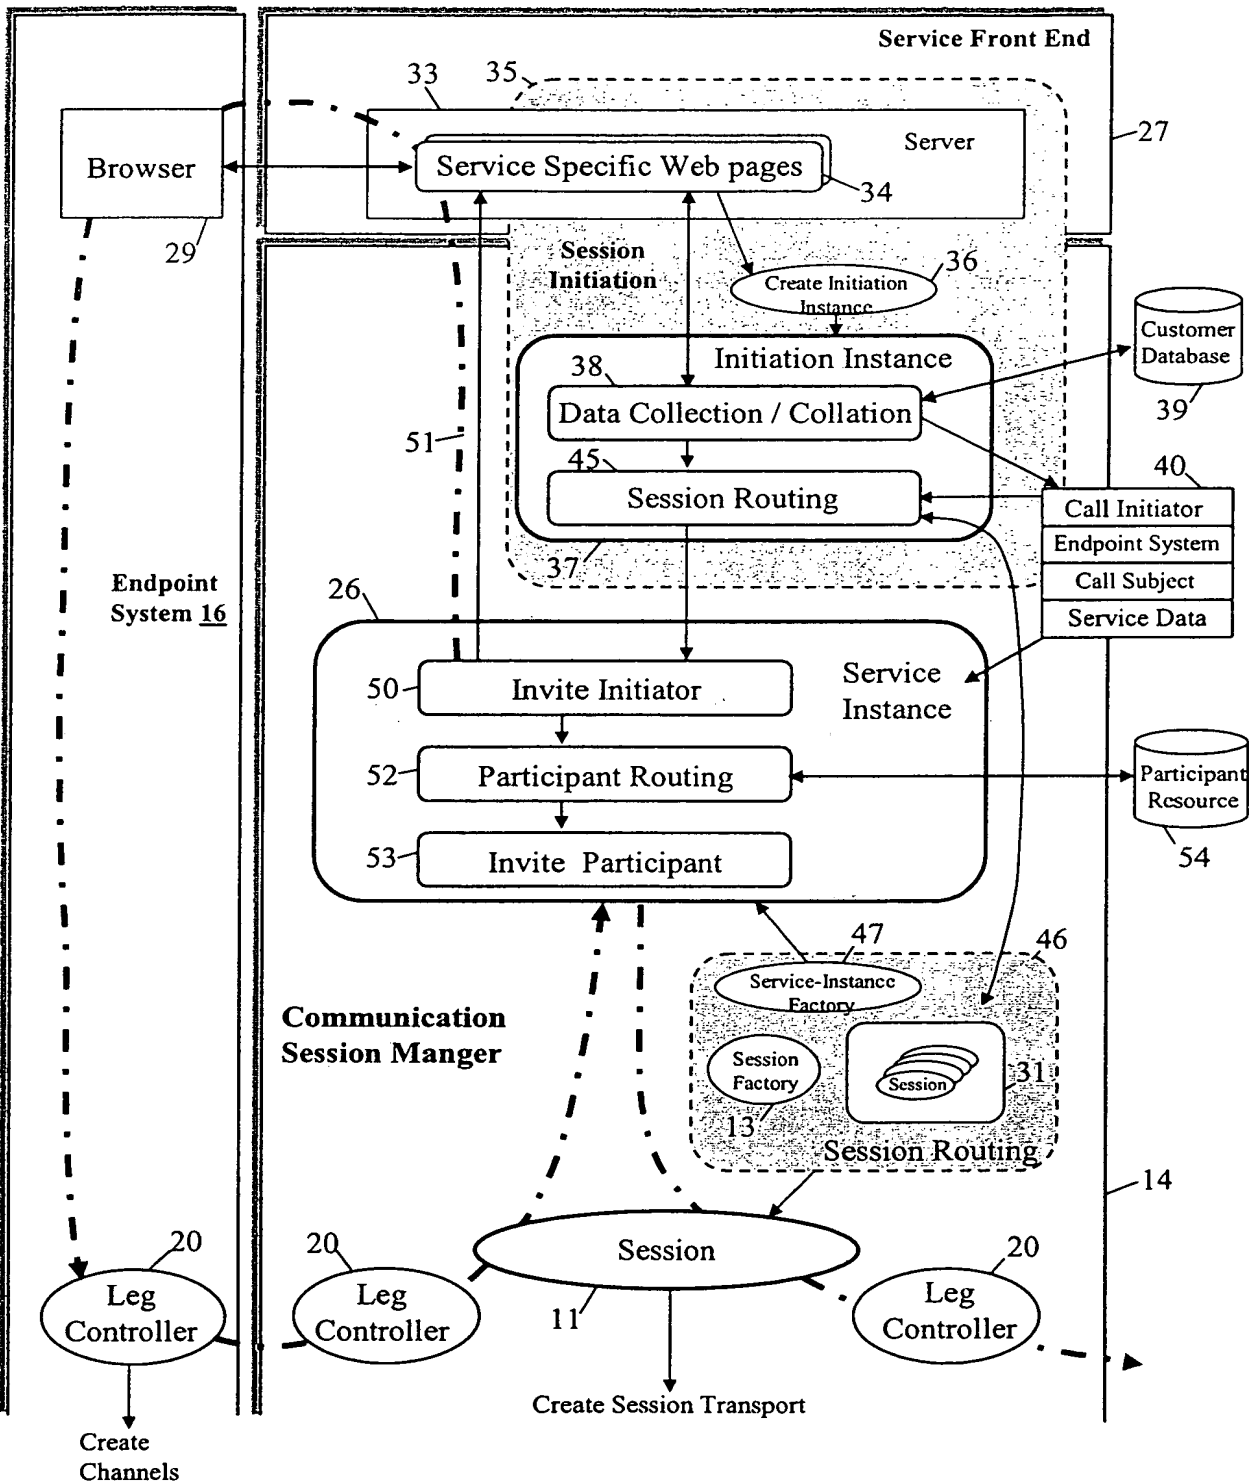 Service Front End
33
35
27
Server
Browser
Service Specific Web pages
34
29
Session
Initiation
36
Create Initiation
Instance
Customer
Database
39
Initiation Instance
38
Data Collection / Collation
51
45
Session Routing
40
Call Initiator
Endpoint System
Call Subject
Service Data
37
Endpoint
System 16
26
Service
Instance
50
Invite Initiator
52
Participant Routing
Participant
Resource
54
53
Invite Participant
47
46
Service-Instance
Factory
Communication
Session Manger
Session
Factory
13
Session
31
Session Routing
14
20
20
20
Session
11
Leg
Controller
Leg
Controller
Leg
Controller
Create Session Transport
Create
Channels